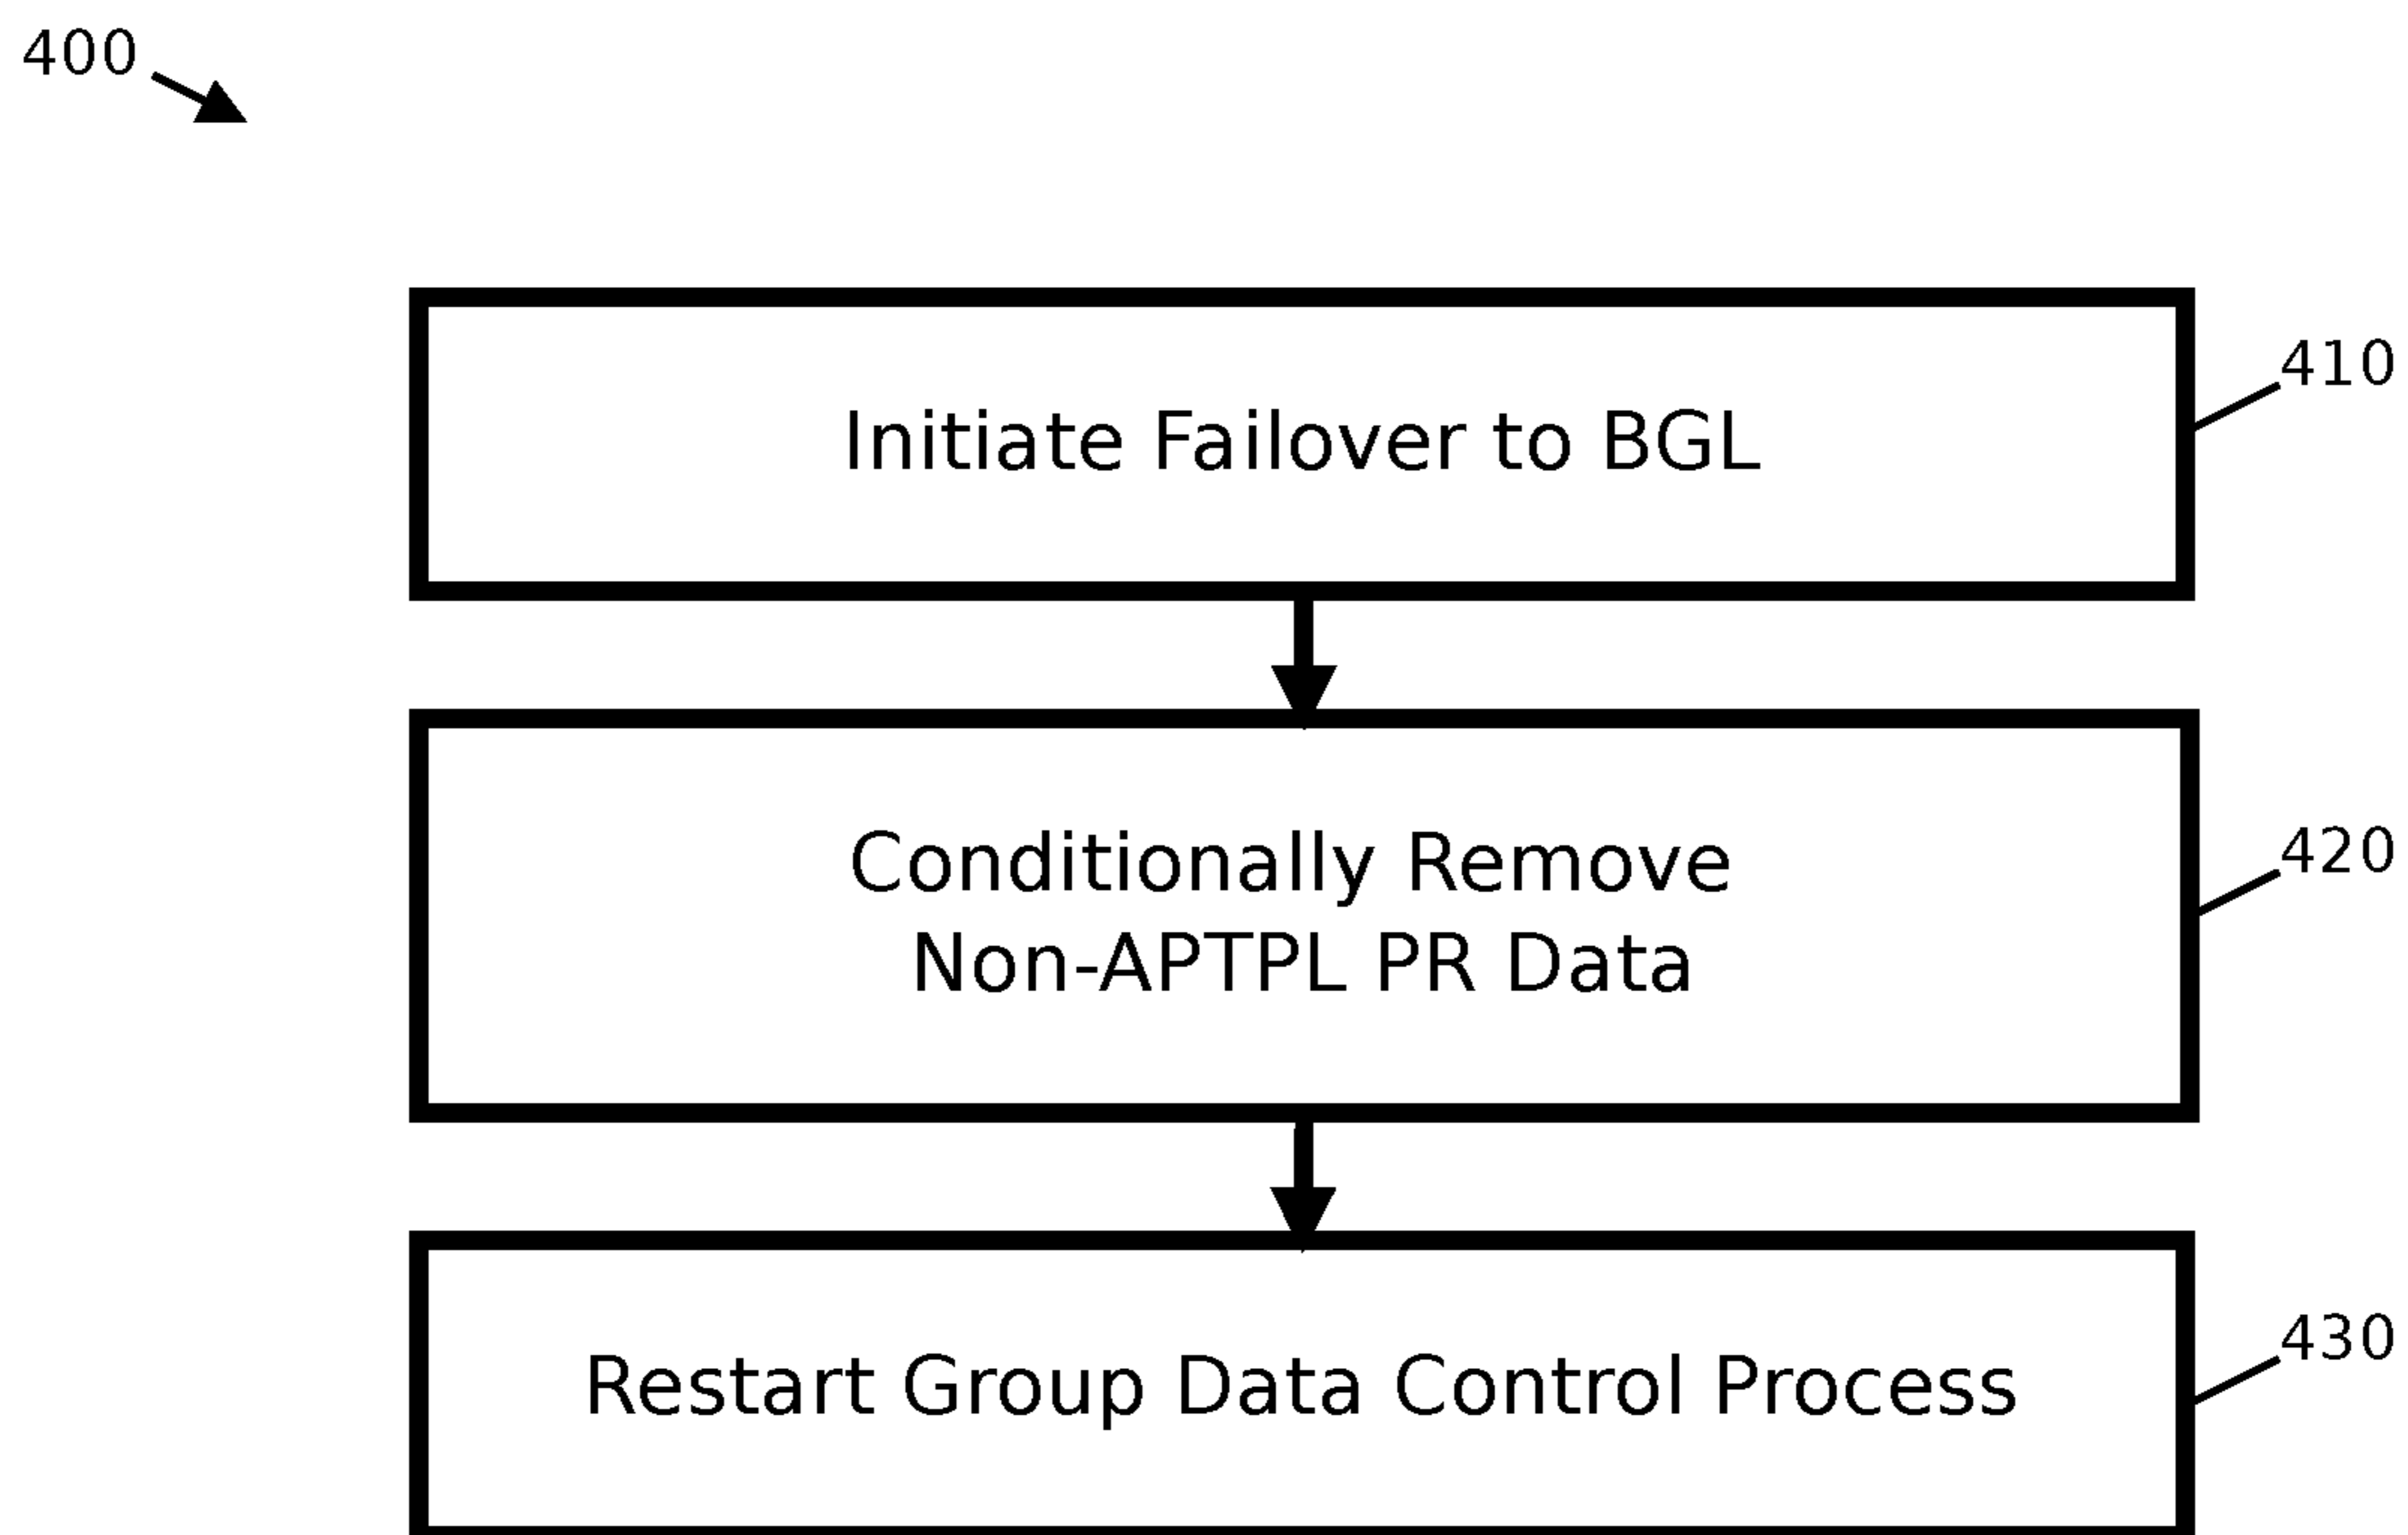 400
Initiate Failover to BGL
410
Conditionally Remove
Non-APTPL PR Data
420
Restart Group Data Control Process
430